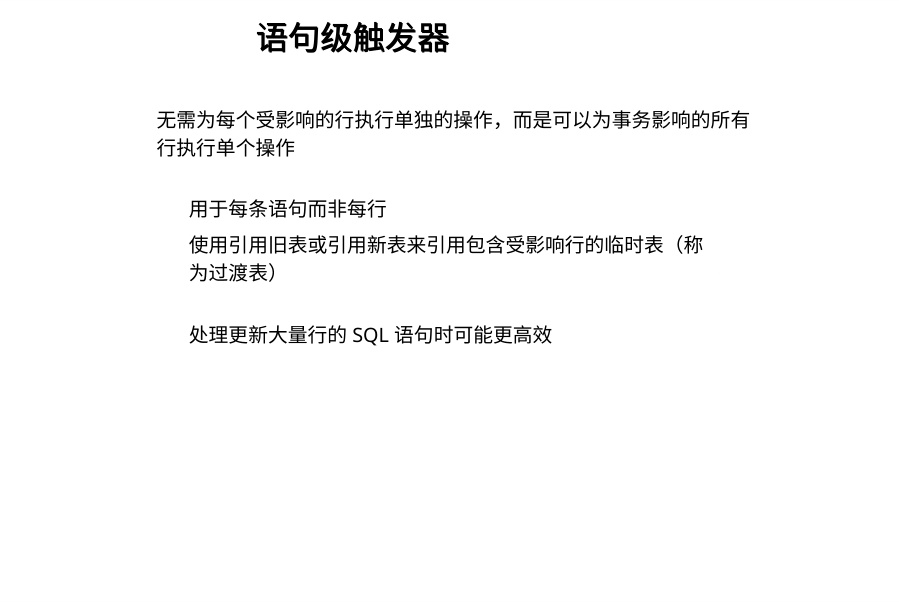 语句级触发器
无需为每个受影响的行执行单独的操作，而是可以为事务影响的所有
行执行单个操作
用于每条语句而非每行
使用引用旧表或引用新表来引用包含受影响行的临时表（称
为过渡表）
处理更新大量行的 SQL 语句时可能更高效